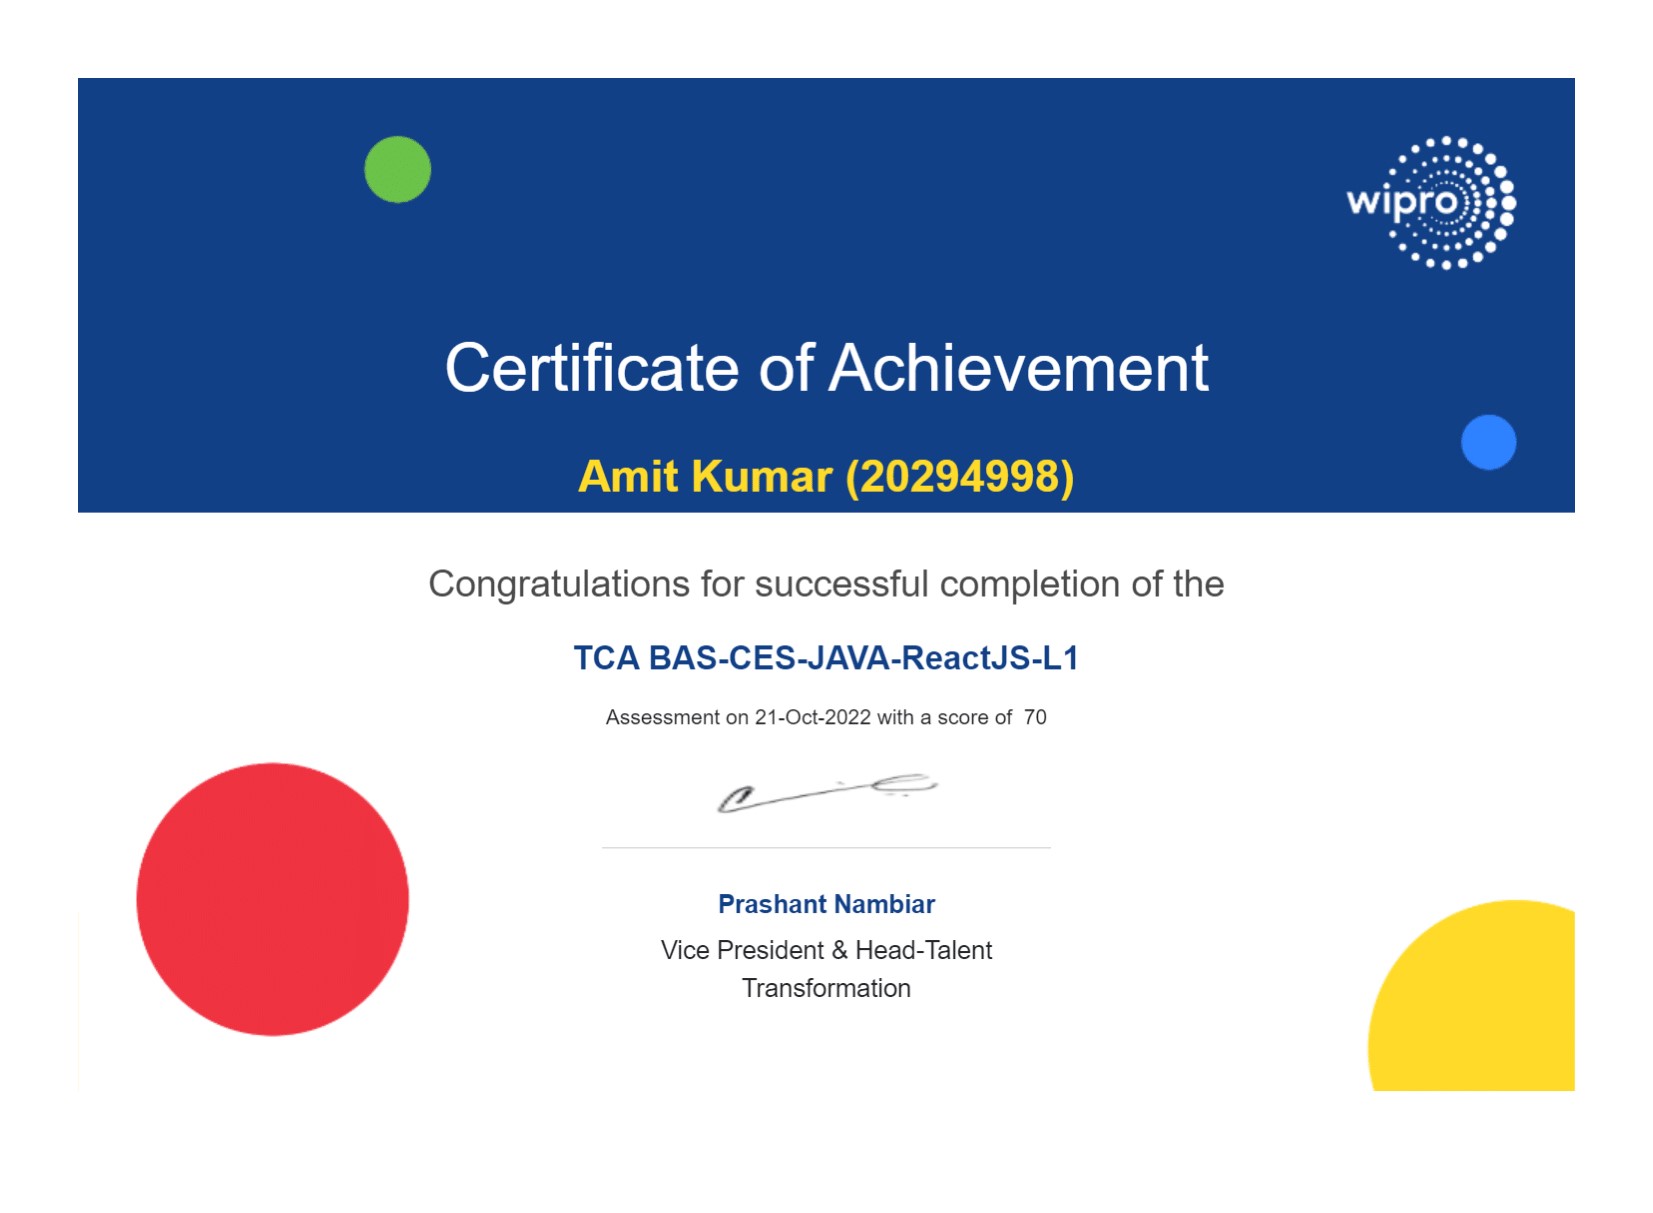 wipro
Certificate of Achievement
Amit Kumar (20294998)
Congratulations for successful completion of the
TCA BAS-CES-JAVA-ReactJS-L1
Assessment on 21-Oct-2022 with a score of  70
Prashant Nambiar
Vice President & Head-Talent
Transformation